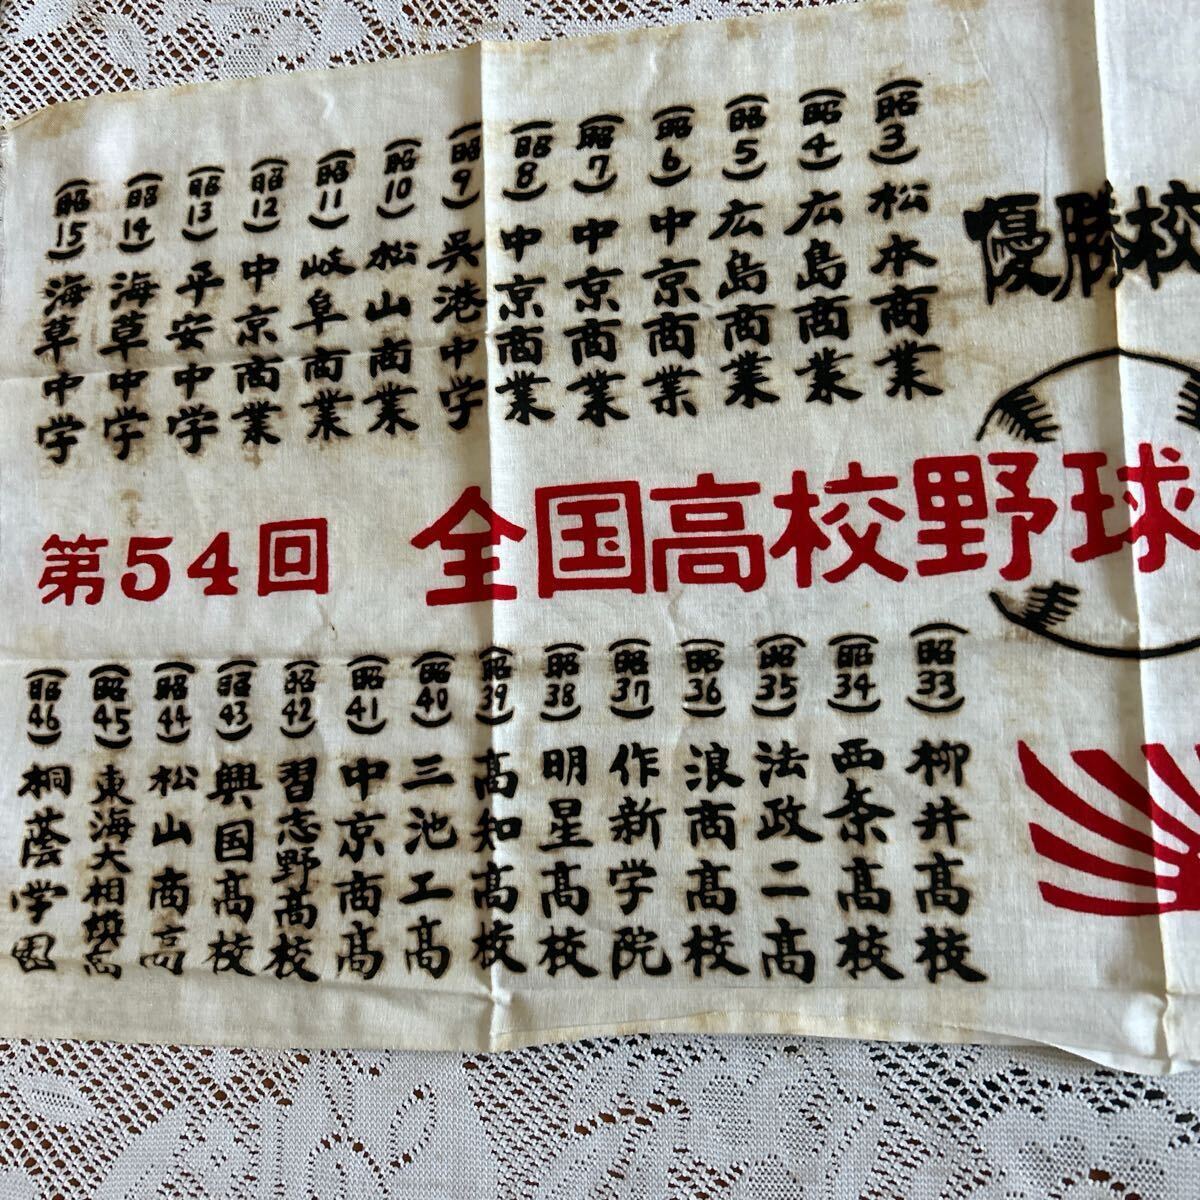 優勝校
(昭3)松本商業
(昭4)広島商業
(昭5)広島商業
(昭6)中京商業
(昭7)中京商業
(昭8)中京商業
(昭9)呉港中学
(昭10)松山商業
(昭11)岐阜商業
(昭12)中京商業
(昭13)平安中学
(昭14)海草中学
(昭15)海草中学
第54回 全国高校野球
(昭33)柳井高校
(昭34)西条高校
(昭35)法政二高
(昭36)浪商高校
(昭37)作新学院
(昭38)明星高校
(昭39)高知高校
(昭40)三池工高
(昭41)中京商高
(昭42)習志野高校
(昭43)興国高校
(昭44)松山商高
(昭45)東海大相模高
(昭46)桐蔭学園